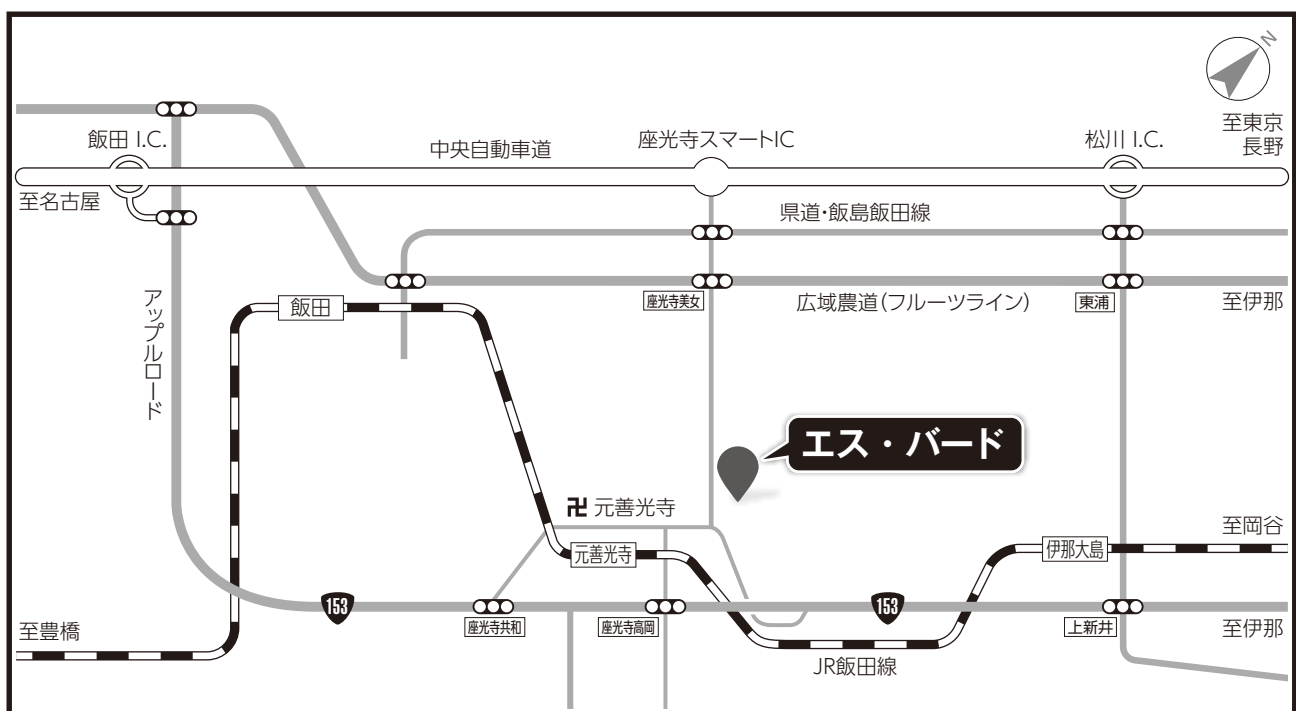 N
至東京
長野
飯田 I.C.
中央自動車道
座光寺スマートIC
松川 I.C.
至名古屋
県道・飯島飯田線
アップルロード
飯田
座光寺美女
広域農道(フルーツライン)
東浦
至伊那
エス・バード
卍 元善光寺
至岡谷
元善光寺
伊那大島
153
153
至豊橋
座光寺共和
座光寺高岡
上新井
至伊那
JR飯田線